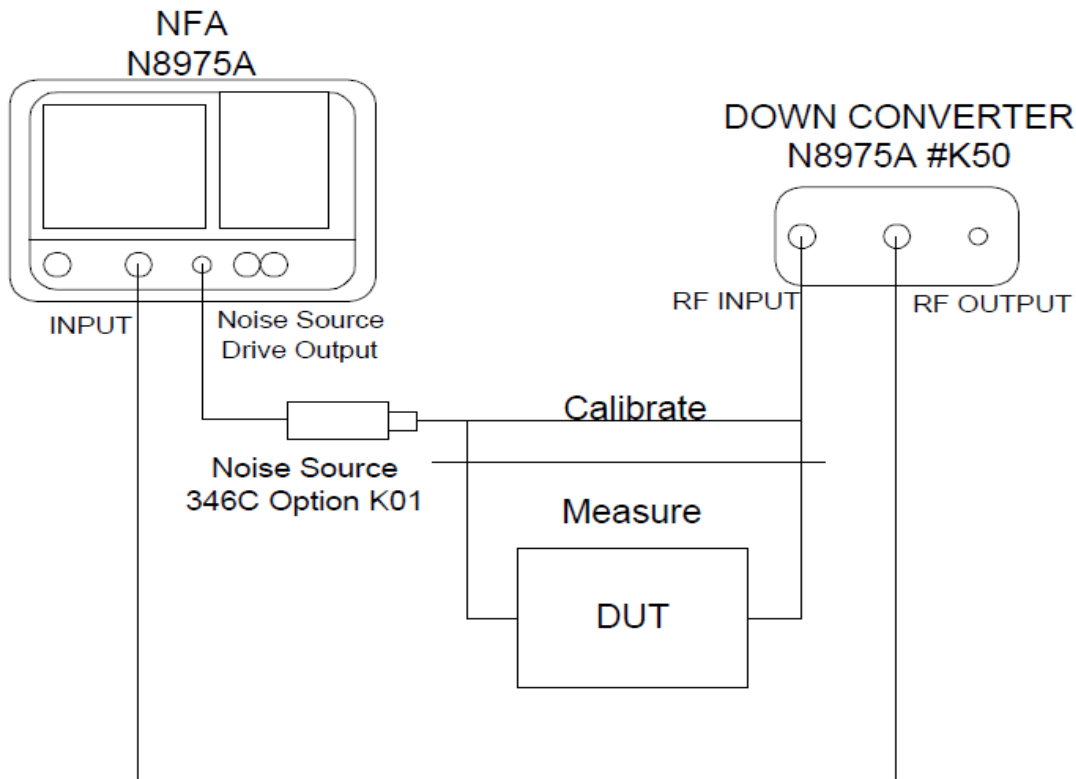 NFA
N8975A
DOWN CONVERTER
N8975A #K50
INPUT
Noise Source
Drive Output
RF INPUT
RF OUTPUT
Calibrate
Noise Source
346C Option K01
Measure
DUT